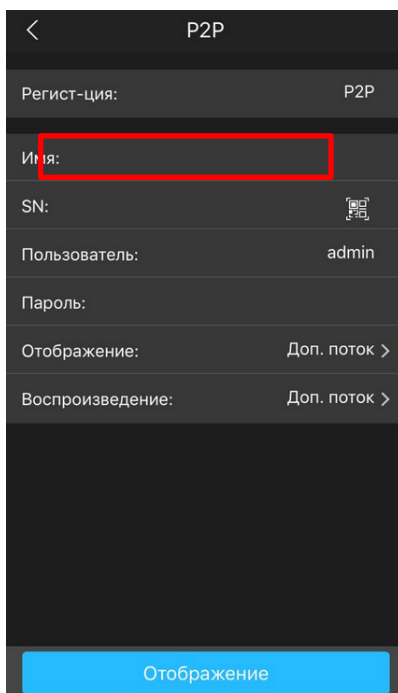 P2P
Регист-ция: P2P
Имя:
SN:
Пользователь: admin
Пароль:
Отображение: Доп. поток
Воспроизведение: Доп. поток
Отображение